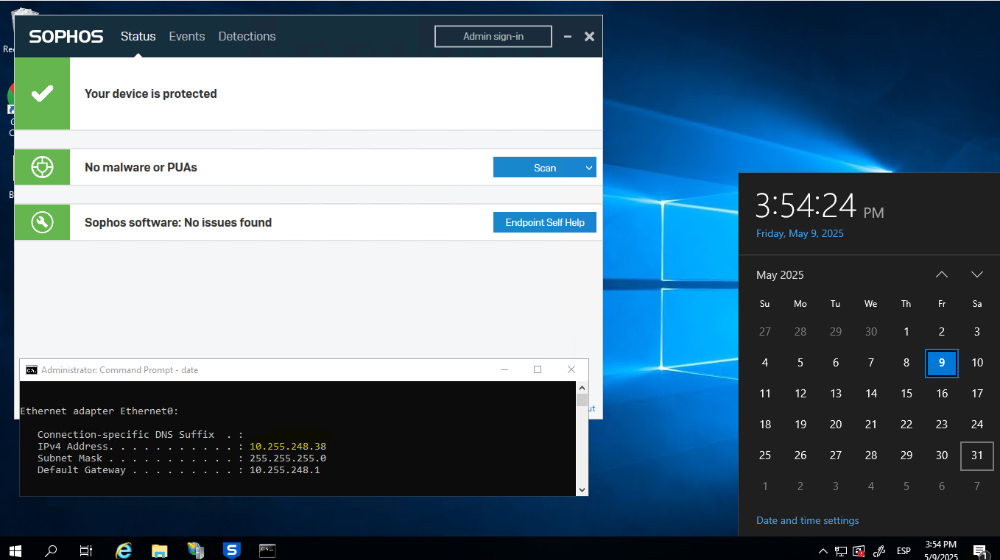 SOPHOS Status Events Detections Admin sign-in
Your device is protected
No malware or PUAs Scan
Sophos software: No issues found Endpoint Self Help
Administrator: Command Prompt - date
Ethernet adapter Ethernet0:
Connection-specific DNS Suffix . :
IPv4 Address. . . . . . . . . . . : 10.255.248.38
Subnet Mask . . . . . . . . . . . : 255.255.255.0
Default Gateway . . . . . . . . . : 10.255.248.1
3:54:24 PM
Friday, May 9, 2025
May 2025
Su Mo Tu We Th Fr Sa
27 28 29 30 1 2 3
4 5 6 7 8 9 10
11 12 13 14 15 16 17
18 19 20 21 22 23 24
25 26 27 28 29 30 31
1 2 3 4 5 6 7
Date and time settings
ESP
3:54 PM
5/9/2025
1